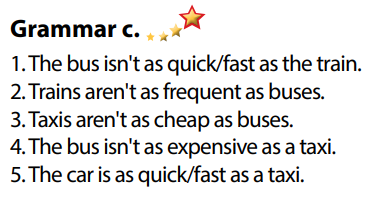 Grammar c.
1. The bus isn't as quick/fast as the train.
2. Trains aren't as frequent as buses.
3. Taxis aren't as cheap as buses.
4. The bus isn't as expensive as a taxi.
5. The car is as quick/fast as a taxi.